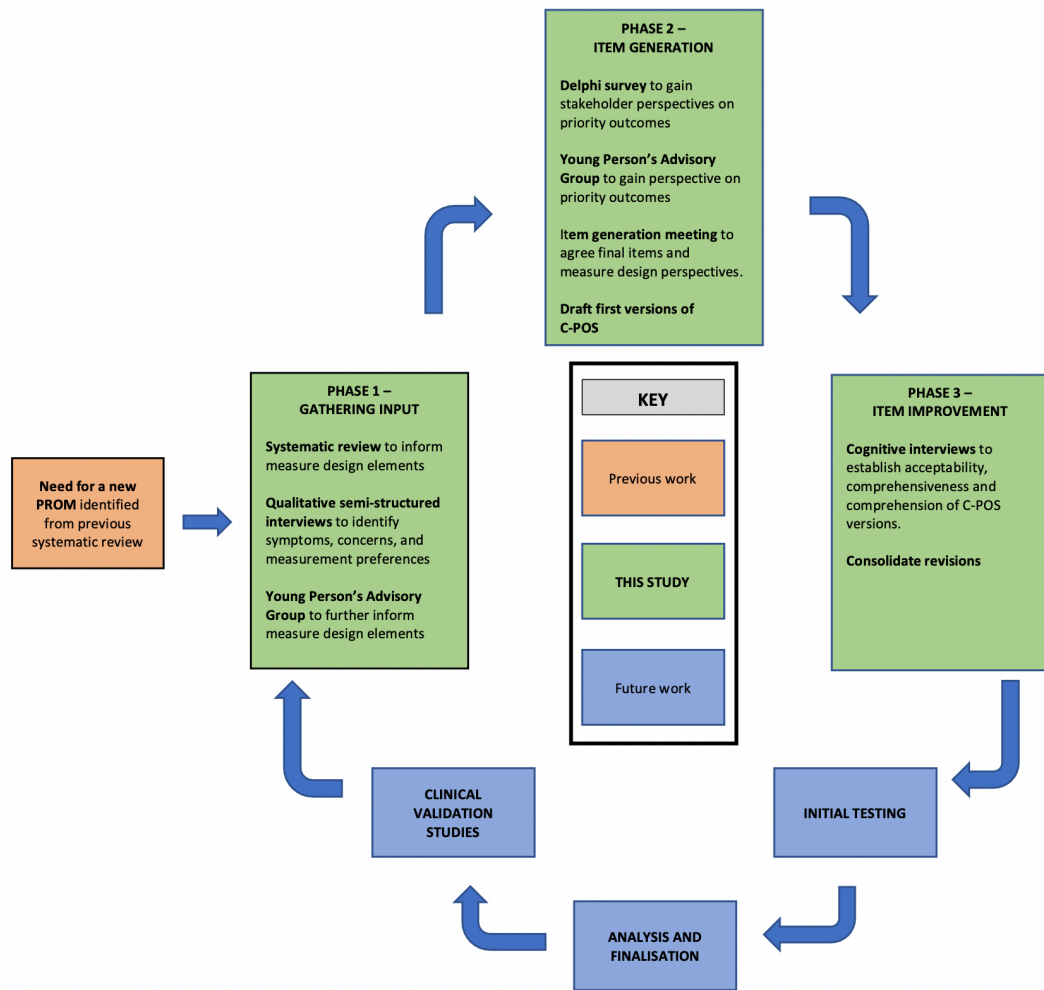 Need for a new
PROM identified
from previous
systematic review
PHASE 1 –
GATHERING INPUT
Systematic review to inform
measure design elements
Qualitative semi-structured
interviews to identify
symptoms, concerns, and
measurement preferences
Young Person’s Advisory
Group to further inform
measure design elements
PHASE 2 –
ITEM GENERATION
Delphi survey to gain
stakeholder perspectives on
priority outcomes
Young Person’s Advisory
Group to gain perspective on
priority outcomes
Item generation meeting to
agree final items and
measure design perspectives.
Draft first versions of
C-POS
KEY
Previous work
THIS STUDY
Future work
PHASE 3 –
ITEM IMPROVEMENT
Cognitive interviews to
establish acceptability,
comprehensiveness and
comprehension of C-POS
versions.
Consolidate revisions
INITIAL TESTING
ANALYSIS AND
FINALISATION
CLINICAL
VALIDATION
STUDIES